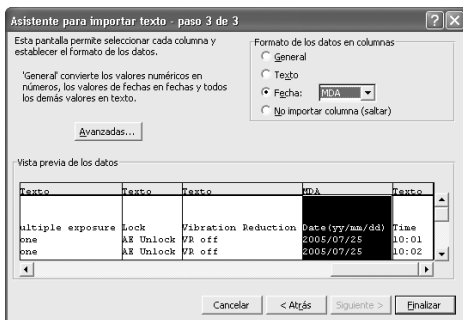 Asistente para importar texto - paso 3 de 3
Esta pantalla permite seleccionar cada columna y
establecer el formato de los datos.
'General' convierte los valores numéricos en
números, los valores de fechas en fechas y todos
los demás valores en texto.
Avanzadas...
Formato de los datos en columnas
General
Texto
Fecha: MDA
No importar columna (saltar)
Vista previa de los datos
Texto Texto Texto MDA Texto
ultiple exposure Lock Vibration Reduction Date(yy/mm/dd) Time
one AE Unlock VR off 2005/07/25 10:01
one AE Unlock VR off 2005/07/25 10:02
Cancelar < Atrás Siguiente > Finalizar